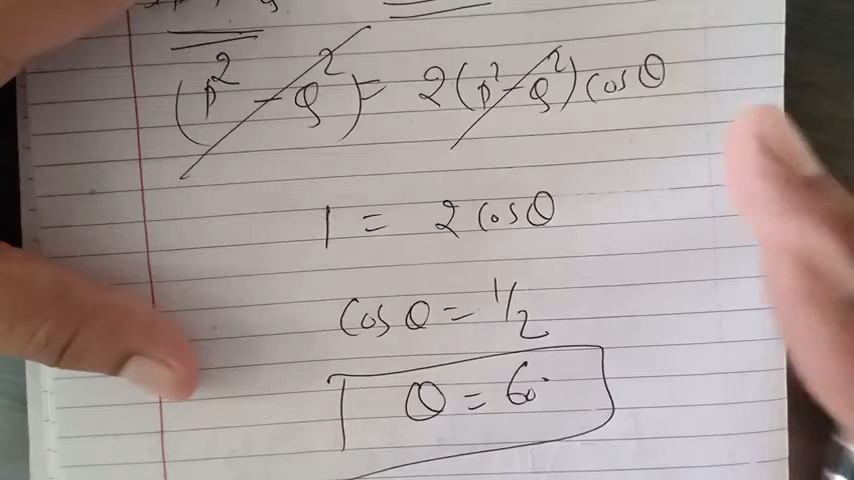 (P² - Q²) = 2(P² - Q²) cos θ
1 = 2 cos θ
cos θ = 1/2
θ = 60°